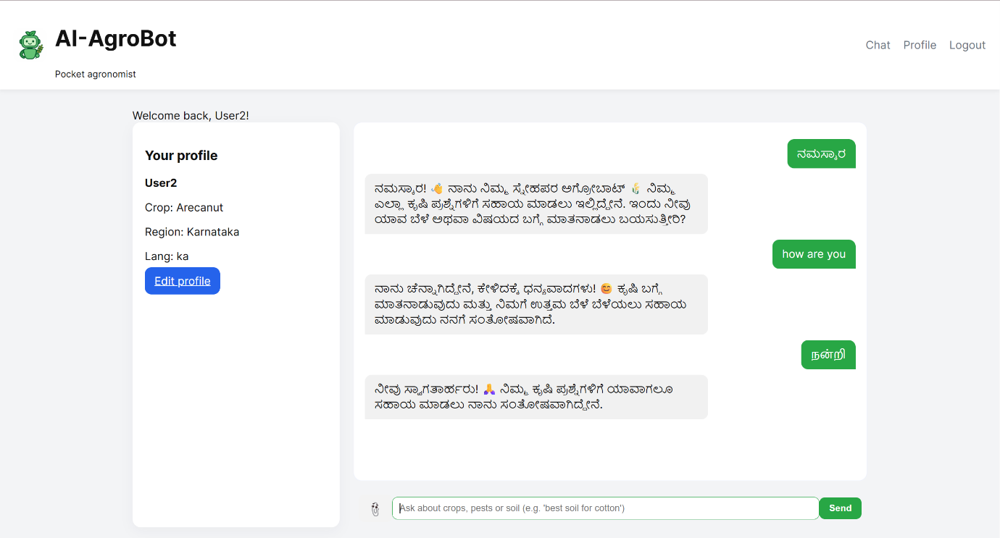 AI-AgroBot
Pocket agronomist
Chat Profile Logout
Welcome back, User2!
Your profile
User2
Crop: Arecanut
Region: Karnataka
Lang: ka
Edit profile
ನಮಸ್ಕಾರ
ನಮಸ್ಕಾರ! 👋 ನಾನು ನಿಮ್ಮ ಸ್ನೇಹಪರ ಆಗ್ರೋಬಾಟ್ 🌾 ನಿಮ್ಮ
ಎಲ್ಲಾ ಕೃಷಿ ಪ್ರಶ್ನೆಗಳಿಗೆ ಸಹಾಯ ಮಾಡಲು ಇಲ್ಲಿದ್ದೇನೆ. ಇಂದು ನೀವು
ಯಾವ ಬೆಳೆ ಅಥವಾ ವಿಷಯದ ಬಗ್ಗೆ ಮಾತನಾಡಲು ಬಯಸುತ್ತೀರಿ?
how are you
ನಾನು ಚೆನ್ನಾಗಿದ್ದೇನೆ, ಕೇಳಿದಕ್ಕೆ ಧನ್ಯವಾದಗಳು! 😊 ಕೃಷಿ ಬಗ್ಗೆ
ಮಾತನಾಡುವುದು ಮತ್ತು ನಿಮಗೆ ಉತ್ತಮ ಬೆಳೆ ಬೆಳೆಯಲು ಸಹಾಯ
ಮಾಡುವುದು ನನಗೆ ಸಂತೋಷವಾಗಿದೆ.
நன்றி
ನೀವು ಸ್ವಾಗತಾರ್ಹರು! 🙏 ನಿಮ್ಮ ಕೃಷಿ ಪ್ರಶ್ನೆಗಳಿಗೆ ಯಾವಾಗಲೂ
ಸಹಾಯ ಮಾಡಲು ನಾನು ಸಂತೋಷವಾಗಿದ್ದೇನೆ.
Ask about crops, pests or soil (e.g. 'best soil for cotton')
Send